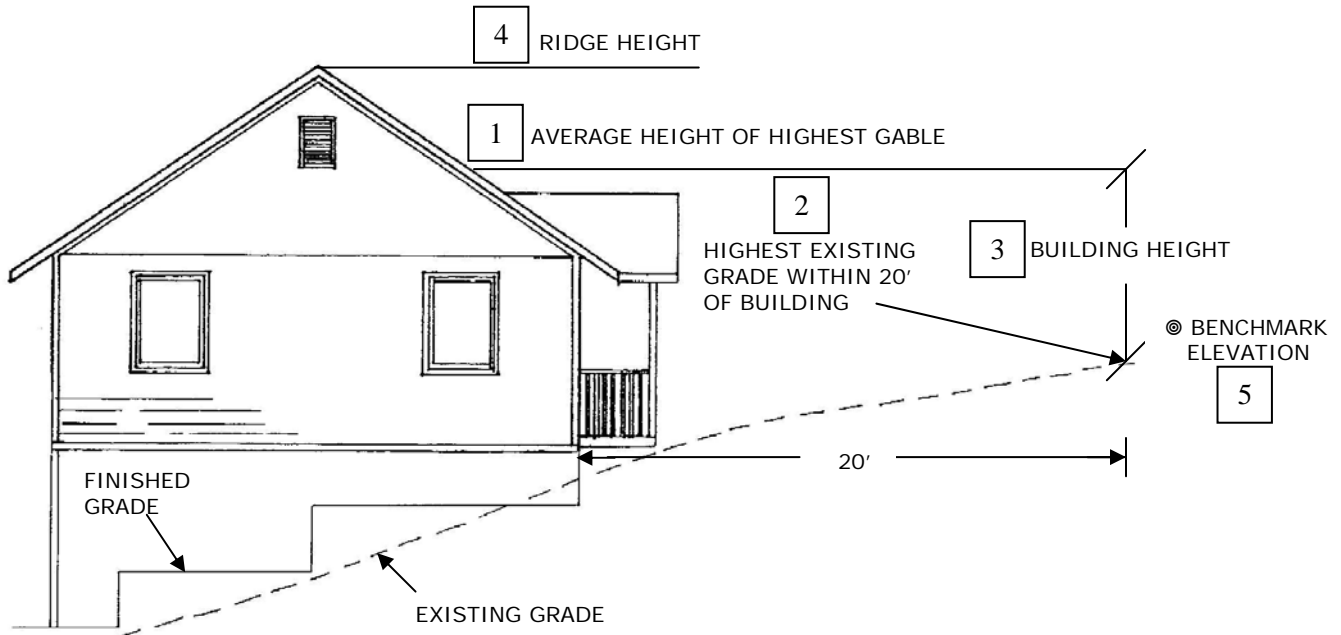 4 RIDGE HEIGHT
1 AVERAGE HEIGHT OF HIGHEST GABLE
2
HIGHEST EXISTING
GRADE WITHIN 20'
OF BUILDING
3 BUILDING HEIGHT
BENCHMARK
ELEVATION
5
20'
FINISHED
GRADE
EXISTING GRADE